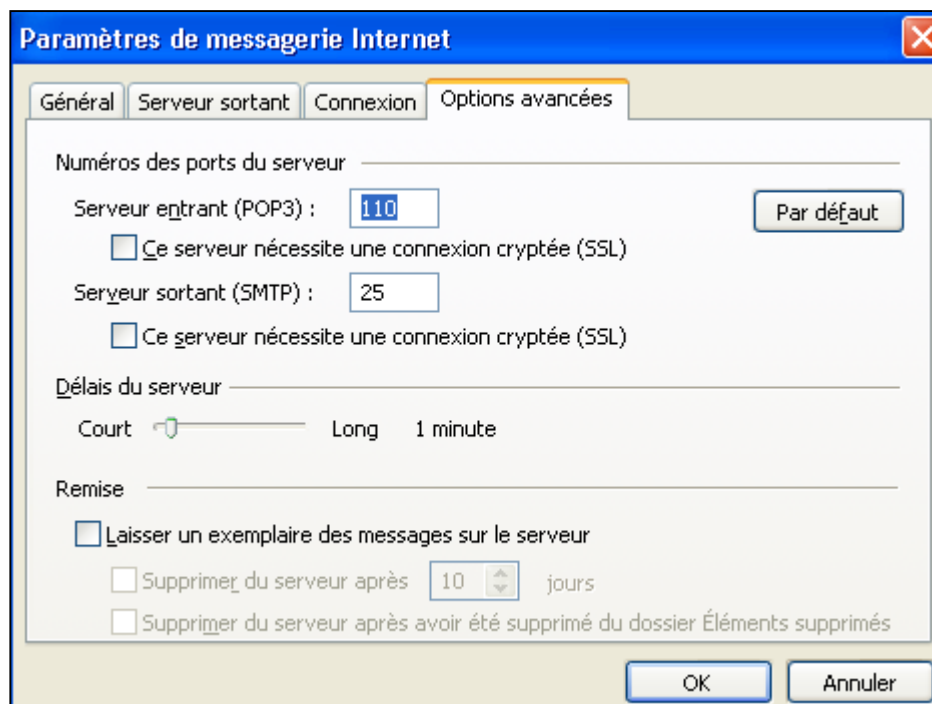 Paramètres de messagerie Internet
Général Serveur sortant Connexion Options avancées
Numéros des ports du serveur
Serveur entrant (POP3) : 110 Par défaut
Ce serveur nécessite une connexion cryptée (SSL)
Serveur sortant (SMTP) : 25
Ce serveur nécessite une connexion cryptée (SSL)
Délais du serveur
Court Long 1 minute
Remise
Laisser un exemplaire des messages sur le serveur
Supprimer du serveur après 10 jours
Supprimer du serveur après avoir été supprimé du dossier Éléments supprimés
OK Annuler